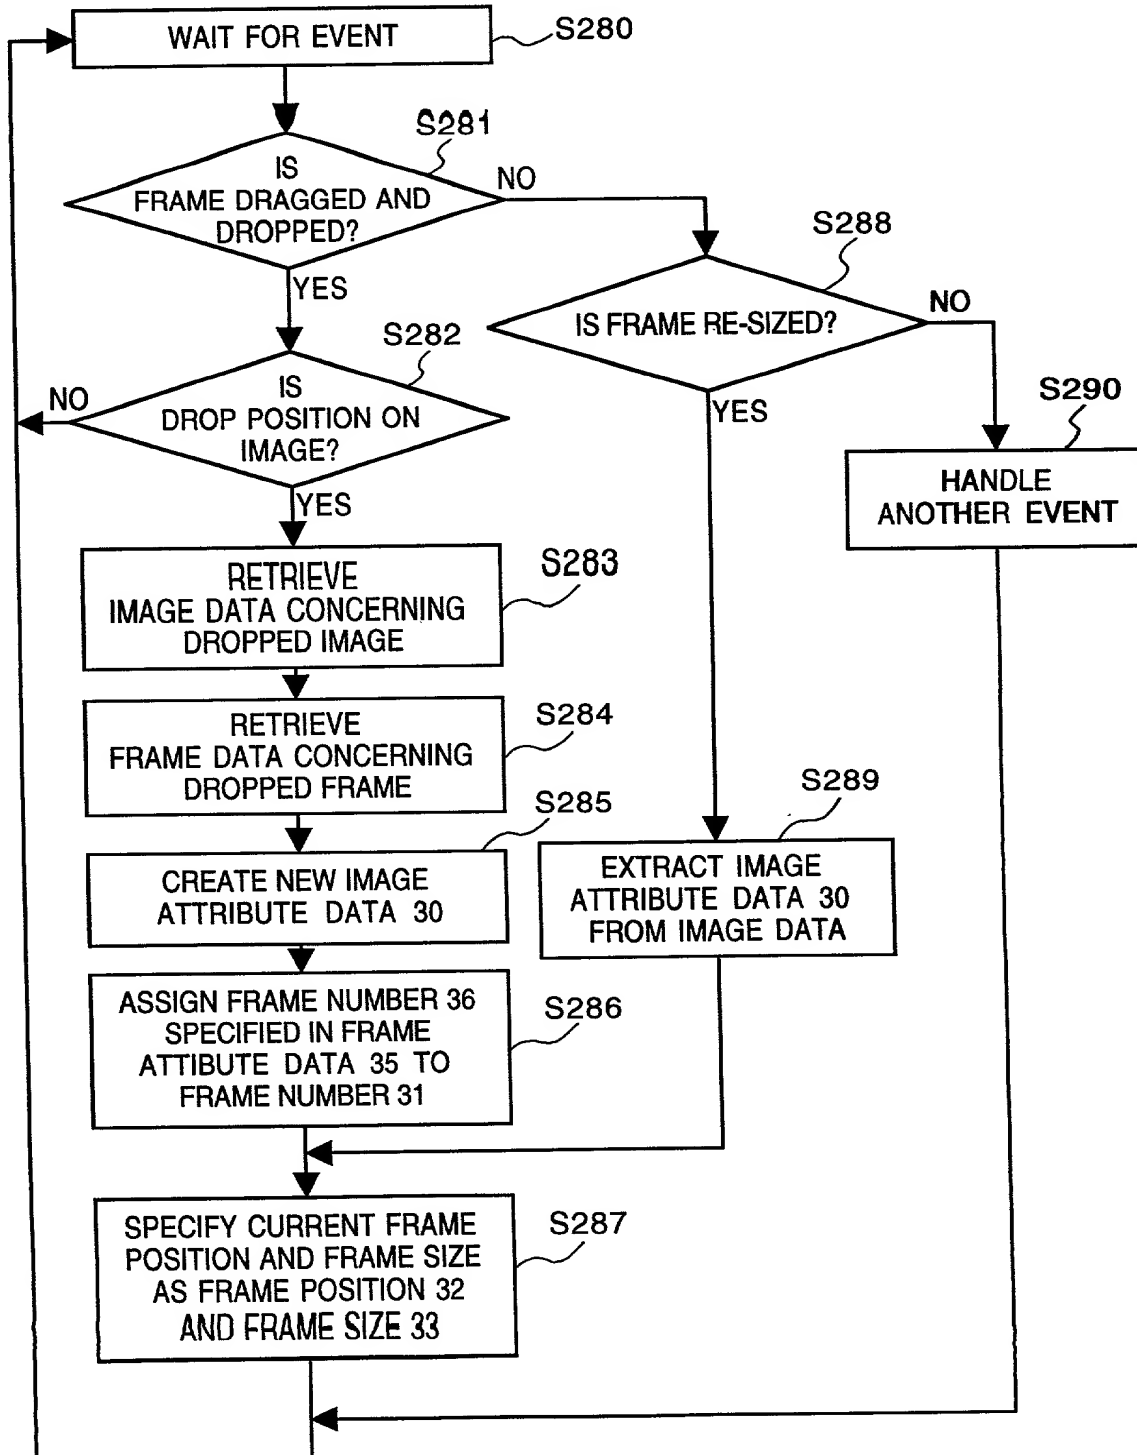 WAIT FOR EVENT
S280
S281
IS
FRAME DRAGGED AND
DROPPED?
NO
YES
S288
IS FRAME RE-SIZED?
NO
YES
S282
IS
DROP POSITION ON
IMAGE?
NO
YES
S290
HANDLE
ANOTHER EVENT
S283
RETRIEVE
IMAGE DATA CONCERNING
DROPPED IMAGE
S284
RETRIEVE
FRAME DATA CONCERNING
DROPPED FRAME
S285
CREATE NEW IMAGE
ATTRIBUTE DATA 30
S289
EXTRACT IMAGE
ATTRIBUTE DATA 30
FROM IMAGE DATA
ASSIGN FRAME NUMBER 36
SPECIFIED IN FRAME
ATTIBUTE DATA 35 TO
FRAME NUMBER 31
S286
SPECIFY CURRENT FRAME
POSITION AND FRAME SIZE
AS FRAME POSITION 32
AND FRAME SIZE 33
S287